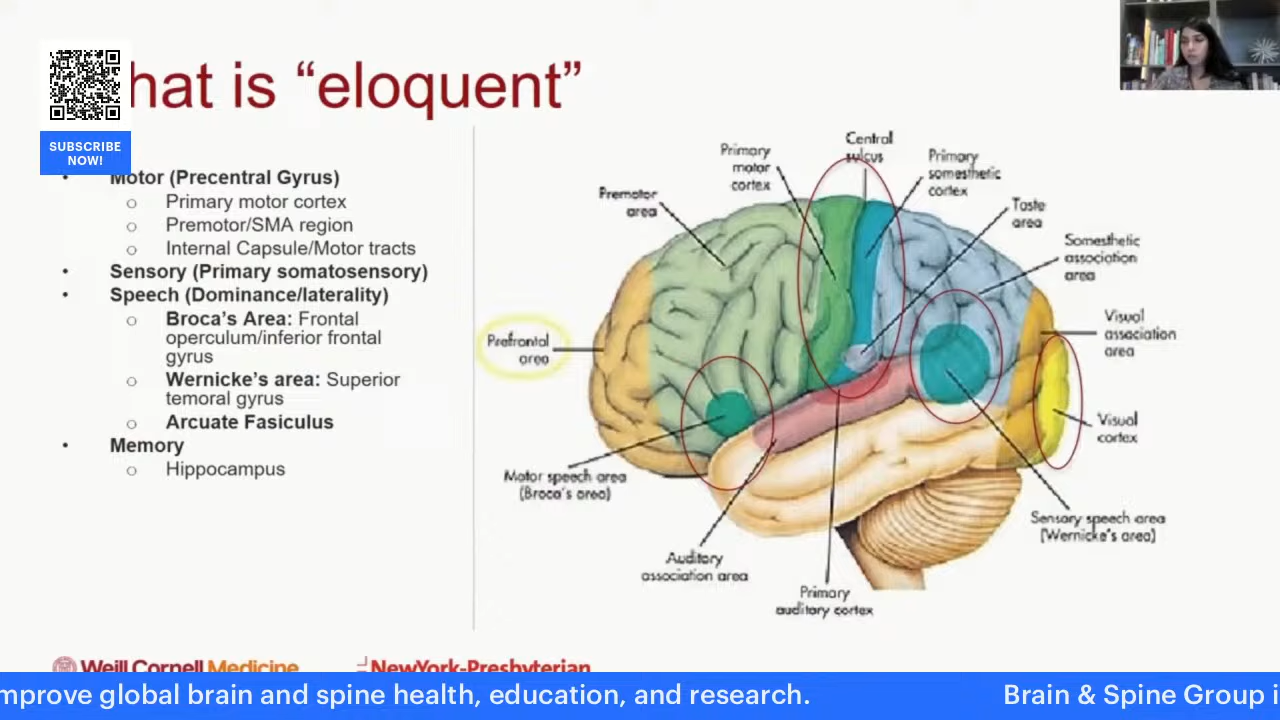 hat is “eloquent”
SUBSCRIBE
NOW!
• Motor (Precentral Gyrus)
o Primary motor cortex
o Premotor/SMA region
o Internal Capsule/Motor tracts
• Sensory (Primary somatosensory)
• Speech (Dominance/laterality)
o Broca’s Area: Frontal
operculum/inferior frontal
gyrus
o Wernicke’s area: Superior
temporal gyrus
o Arcuate Fasiculus
• Memory
o Hippocampus
Central
sulcus
Primary
motor
cortex
Primary
somesthetic
cortex
Premotor
area
Taste
area
Somesthetic
association
area
Prefrontal
area
Visual
association
area
Visual
cortex
Motor speech area
(Broca's area)
Sensory speech area
(Wernicke's area)
Auditory
association area
Primary
auditory cortex
Weill Cornell Medicine
NewYork-Presbyterian
mprove global brain and spine health, education, and research.
Brain & Spine Group i